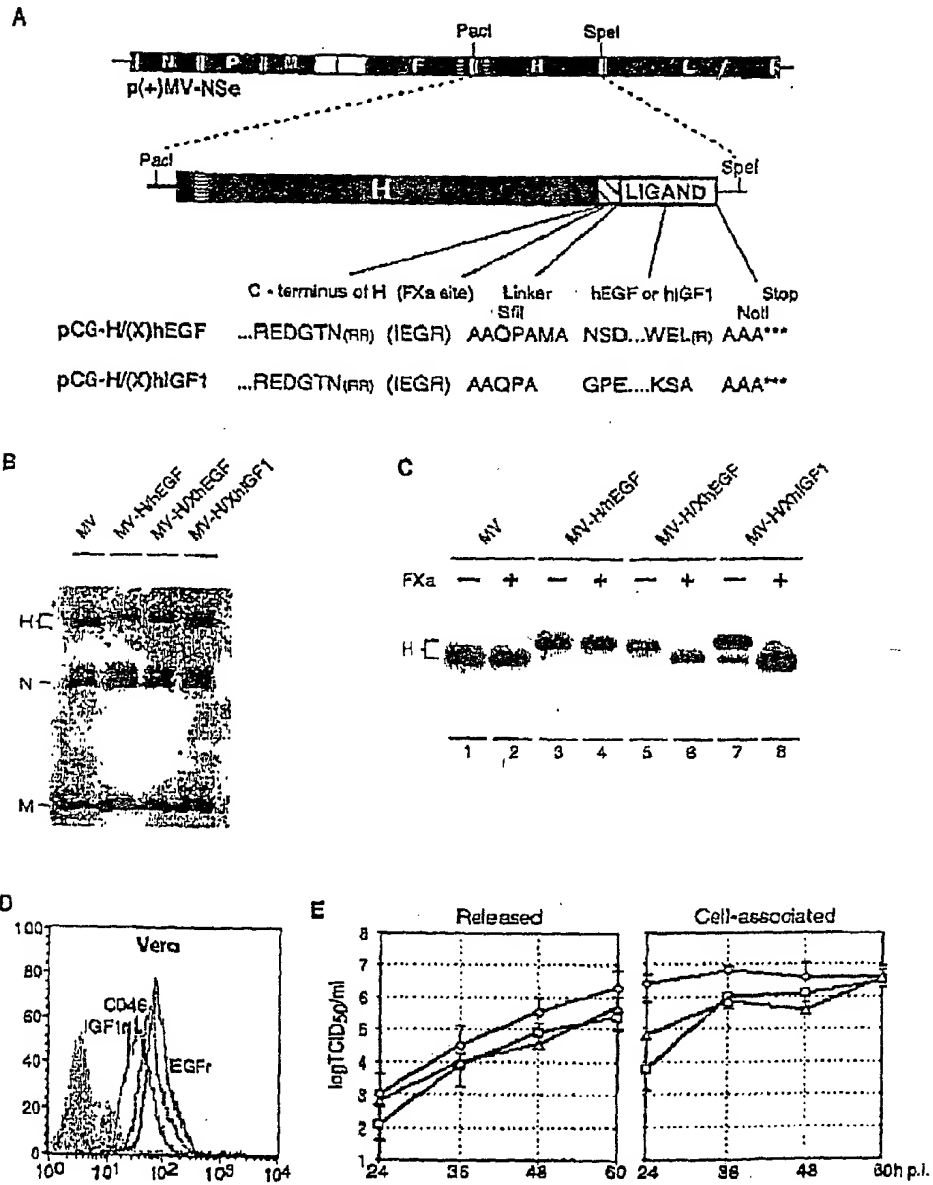 A
PacI SpeI
N P M F H L
p(+)MV-NSe
PacI SpeI
H LIGAND
C - terminus of H (FXa site) Linker hEGF or hIGF1 Stop
SfiI NotI
pCG-H/(X)hEGF ...REDGTN(RR) (IEGR) AAQPAMA NSD...WEL(R) AAA***
pCG-H/(X)hIGF1 ...REDGTN(RR) (IEGR) AAQPA GPE....KSA AAA***
B
MV MV-H/hEGF MV-H/XhEGF MV-H/XhIGF1
H
N
M
C
MV MV-H/hEGF MV-H/XhEGF MV-H/XhIGF1
FXa − + − + − + − +
H
1 2 3 4 5 6 7 8
D
Vero
100
80
60
40
20
0
CD46
IGF1r
EGFr
10⁰ 10¹ 10² 10³ 10⁴
E
Released Cell-associated
logTCID50/ml
8
7
6
5
4
3
2
1
24 36 48 60 24 36 48 60h p.i.